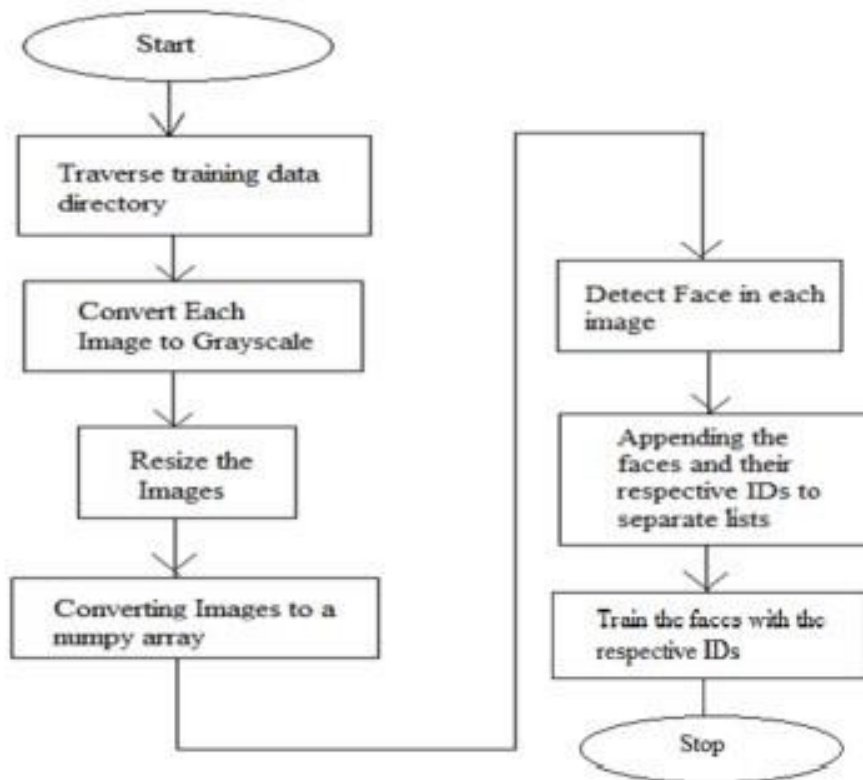 Start
Traverse training data
directory
Convert Each
Image to Grayscale
Resize the
Images
Converting Images to a
numpy array
Detect Face in each
image
Appending the
faces and their
respective IDs to
separate lists
Train the faces with the
respective IDs
Stop